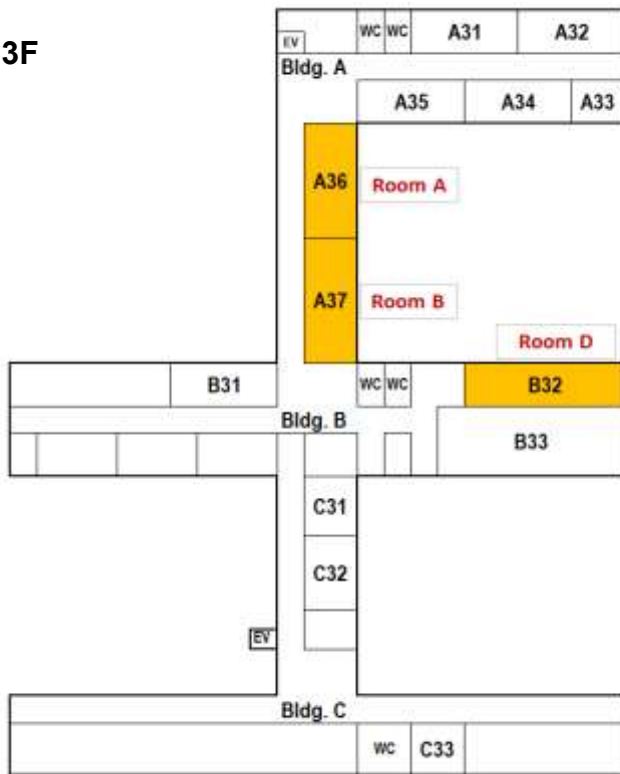 3F
EV
WC WC A31 A32
Bldg. A
A35 A34 A33
A36 Room A
A37 Room B
Room D
B31 WC WC B32
Bldg. B
B33
C31
C32
EV
Bldg. C
WC C33